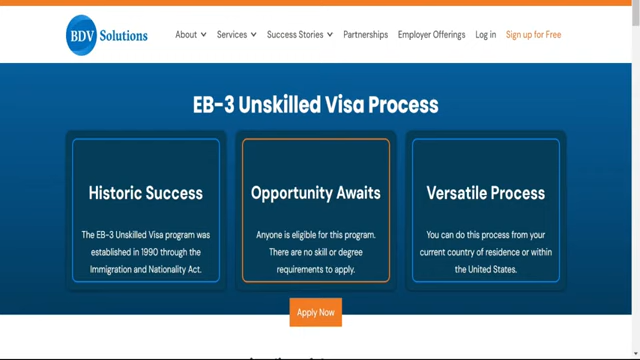 BDV Solutions
About Services Success Stories Partnerships Employer Offerings Log in Sign up for Free
EB-3 Unskilled Visa Process
Historic Success
The EB-3 Unskilled Visa program was
established in 1990 through the
Immigration and Nationality Act.
Opportunity Awaits
Anyone is eligible for this program.
There are no skill or degree
requirements to apply.
Versatile Process
You can do this process from your
current country of residence or within
the United States.
Apply Now